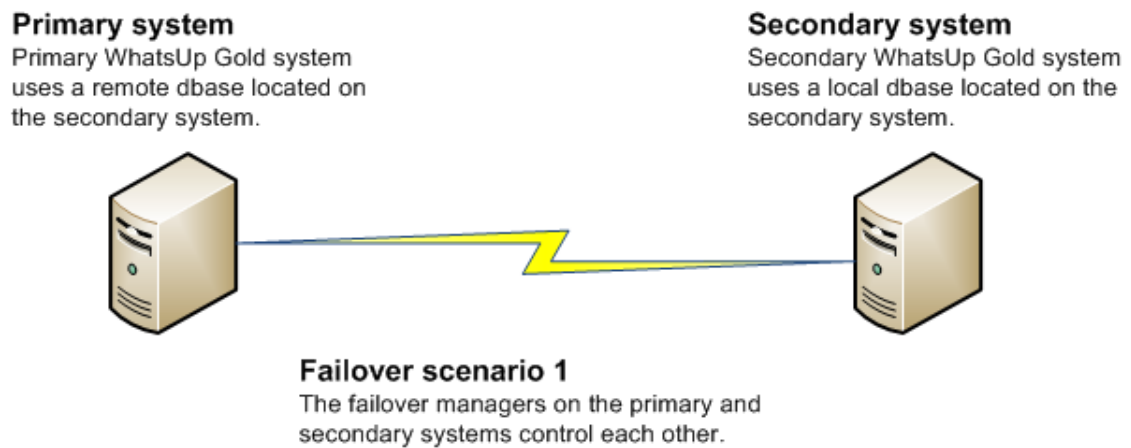 Primary system
Primary WhatsUp Gold system
uses a remote dbase located on
the secondary system.
Secondary system
Secondary WhatsUp Gold system
uses a local dbase located on the
secondary system.
Failover scenario 1
The failover managers on the primary and
secondary systems control each other.